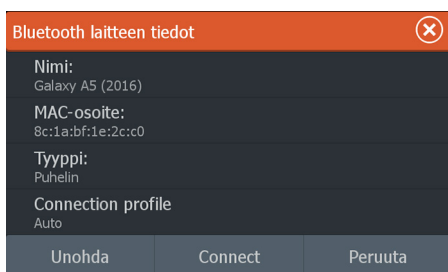 Bluetooth laitteen tiedot
Nimi:
Galaxy A5 (2016)
MAC-osoite:
8c:1a:bf:1e:2c:c0
Tyyppi:
Puhelin
Connection profile
Auto
Unohda Connect Peruuta